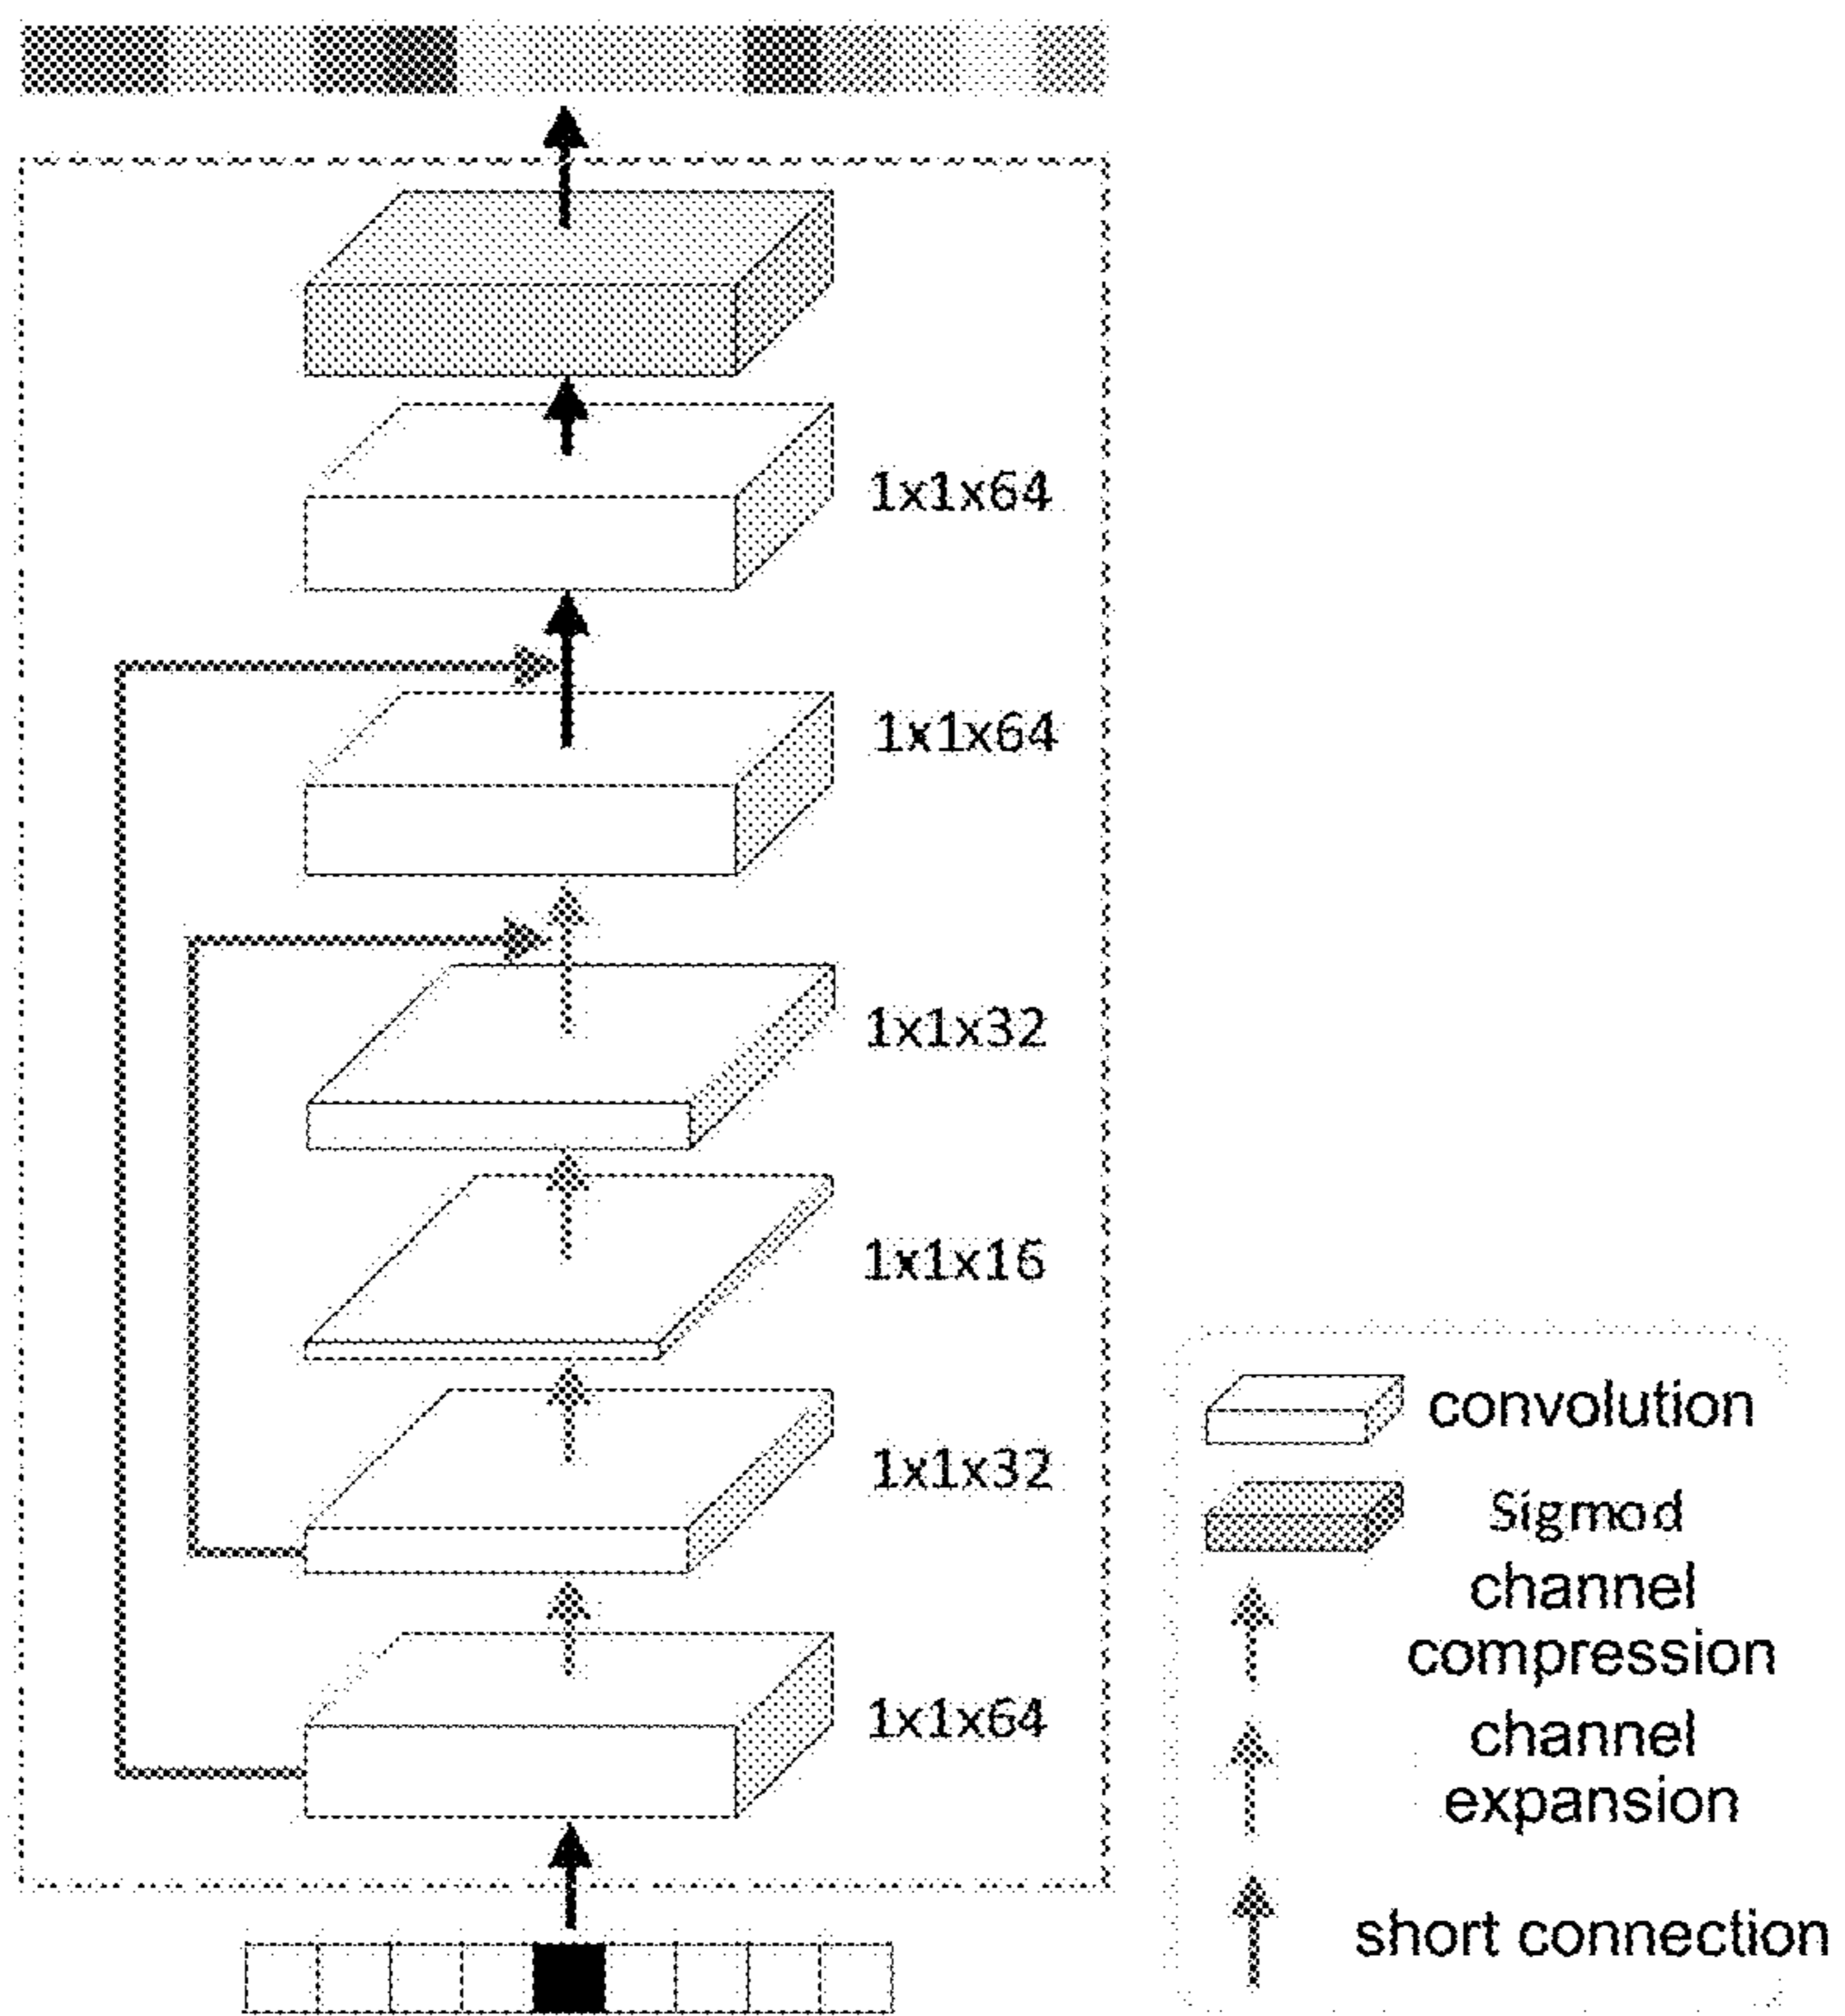 1x1x64
1x1x64
1x1x32
1x1x16
1x1x32
1x1x64
convolution
Sigmod
channel
compression
channel
expansion
short connection